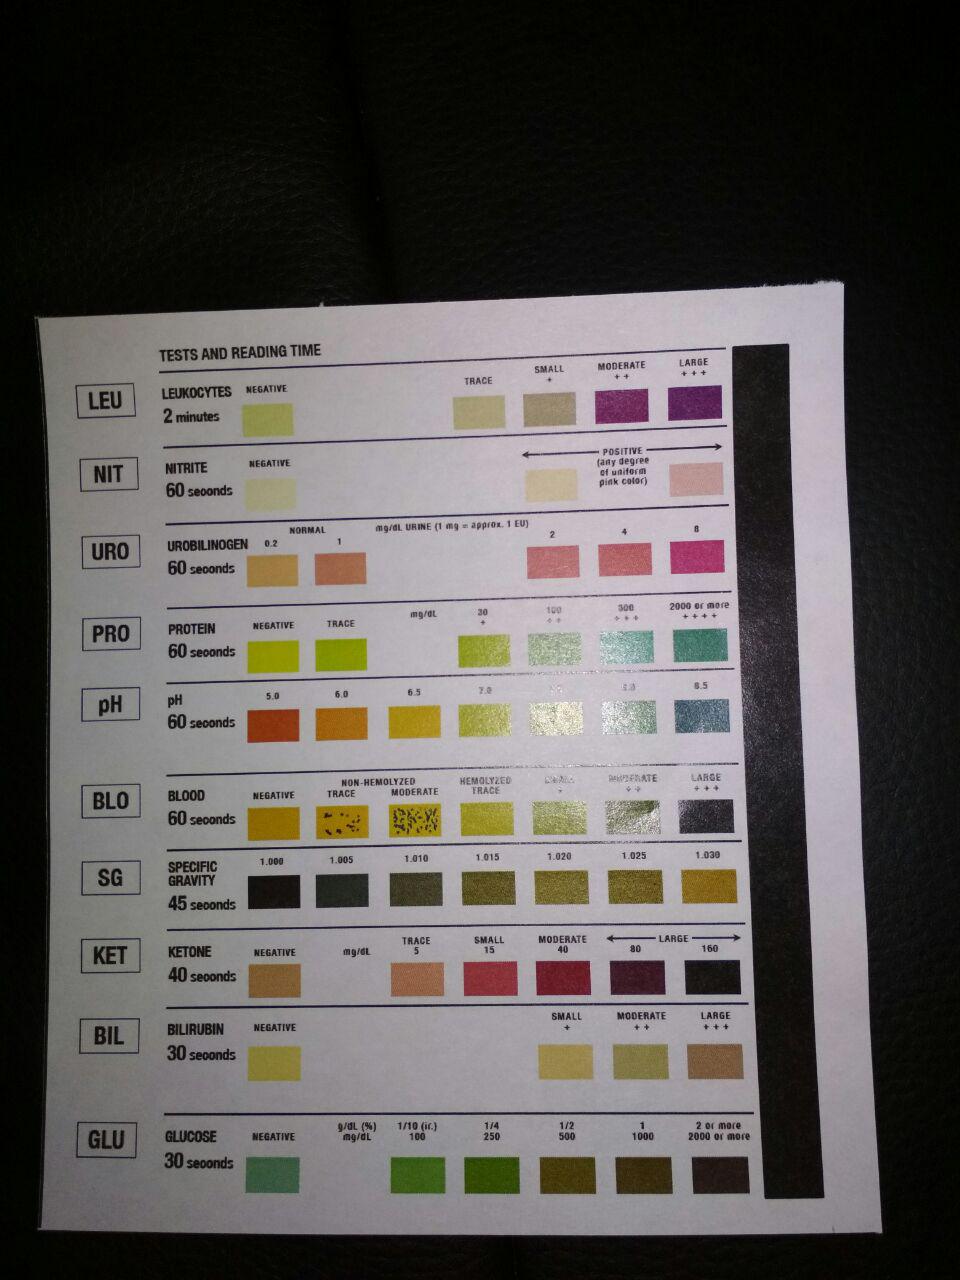 TESTS AND READING TIME
LEU
LEUKOCYTES
2 minutes
NEGATIVE
TRACE
SMALL
+
MODERATE
+ +
LARGE
+ + +
NIT
NITRITE
60 seconds
NEGATIVE
POSITIVE
(any degree
of uniform
pink color)
URO
UROBILINOGEN
60 seconds
NORMAL
0.2 1
mg/dL URINE (1 mg = approx. 1 EU)
2 4 8
PRO
PROTEIN
60 seconds
NEGATIVE
TRACE
mg/dL
30
+
100
+ +
300
+ + +
2000 or more
+ + + +
pH
pH
60 seconds
5.0 6.0 6.5 7.0 8.0 8.5
BLO
BLOOD
60 seconds
NEGATIVE
NON-HEMOLYZED
TRACE MODERATE
HEMOLYZED
TRACE
SMALL
+
MODERATE
+ +
LARGE
+ + +
SG
SPECIFIC
GRAVITY
45 seconds
1.000 1.005 1.010 1.015 1.020 1.025 1.030
KET
KETONE
40 seconds
NEGATIVE
mg/dL
TRACE
5
SMALL
15
MODERATE
40
LARGE
80 160
BIL
BILIRUBIN
30 seconds
NEGATIVE
SMALL
+
MODERATE
+ +
LARGE
+ + +
GLU
GLUCOSE
30 seconds
NEGATIVE
g/dL (%)
mg/dL
1/10 (tr.)
100
1/4
250
1/2
500
1
1000
2 or more
2000 or more